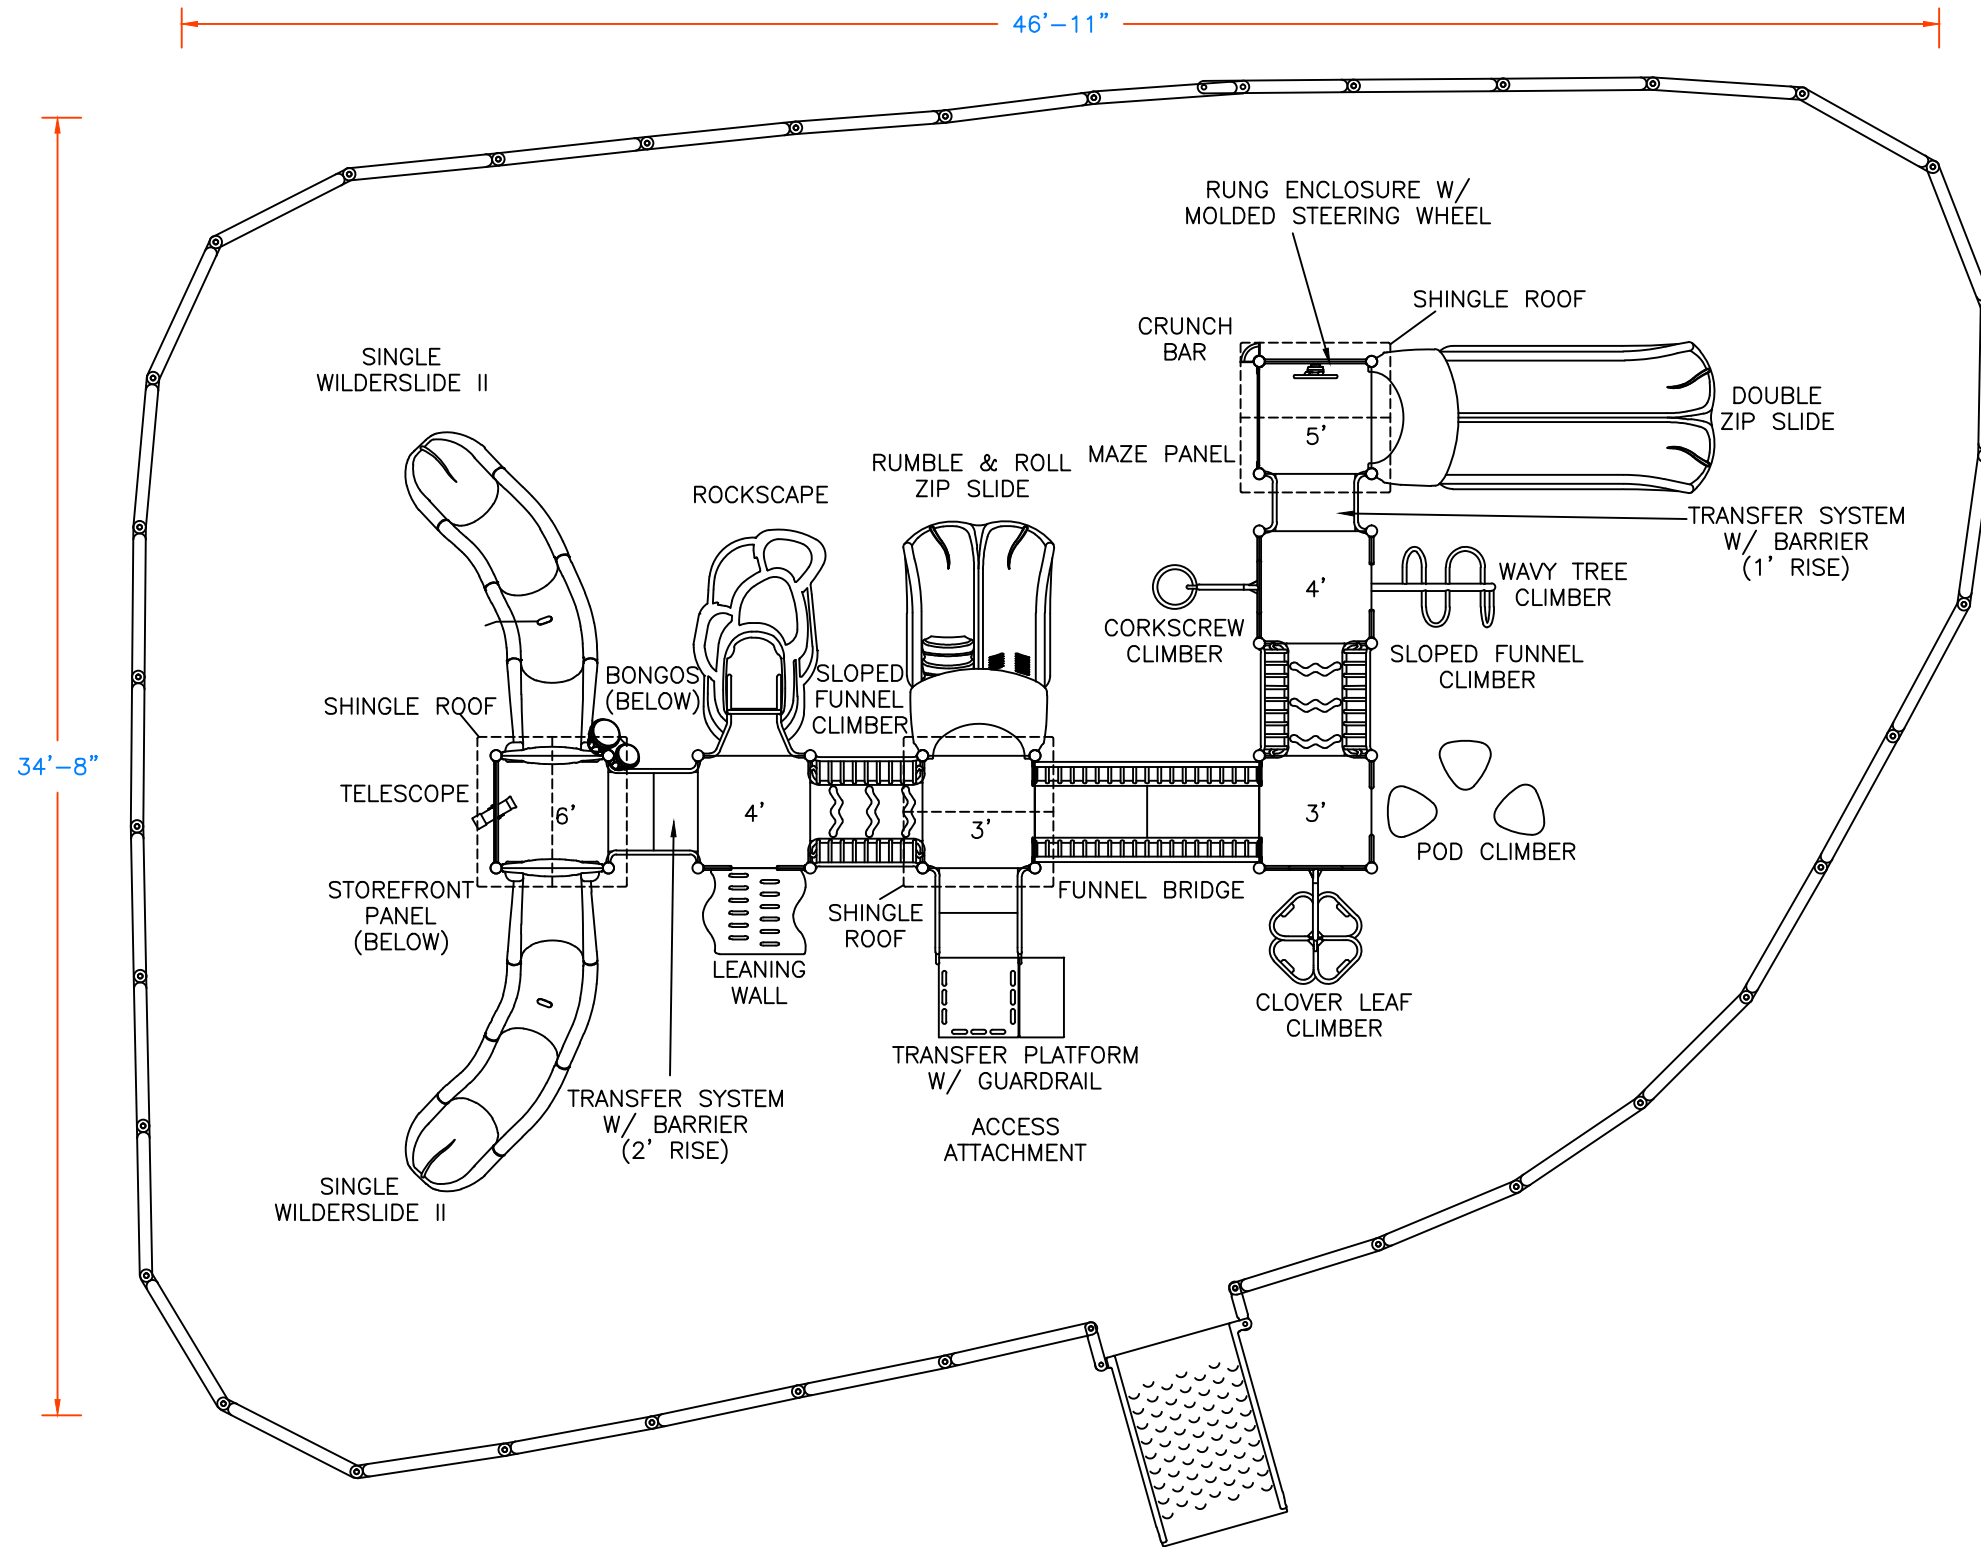 46'-11"
RUNG ENCLOSURE W/
MOLDED STEERING WHEEL
SHINGLE ROOF
CRUNCH
BAR
SINGLE
WILDERSLIDE II
DOUBLE
ZIP SLIDE
5'
MAZE PANEL
RUMBLE & ROLL
ZIP SLIDE
ROCKSCAPE
TRANSFER SYSTEM
W/ BARRIER
(1' RISE)
WAVY TREE
CLIMBER
4'
CORKSCREW
CLIMBER
SLOPED FUNNEL
CLIMBER
BONGOS
(BELOW)
SLOPED
FUNNEL
CLIMBER
SHINGLE ROOF
34'-8"
TELESCOPE
6'
4'
3'
3'
POD CLIMBER
STOREFRONT
PANEL
(BELOW)
SHINGLE
ROOF
FUNNEL BRIDGE
LEANING
WALL
CLOVER LEAF
CLIMBER
TRANSFER PLATFORM
W/ GUARDRAIL
TRANSFER SYSTEM
W/ BARRIER
(2' RISE)
ACCESS
ATTACHMENT
SINGLE
WILDERSLIDE II